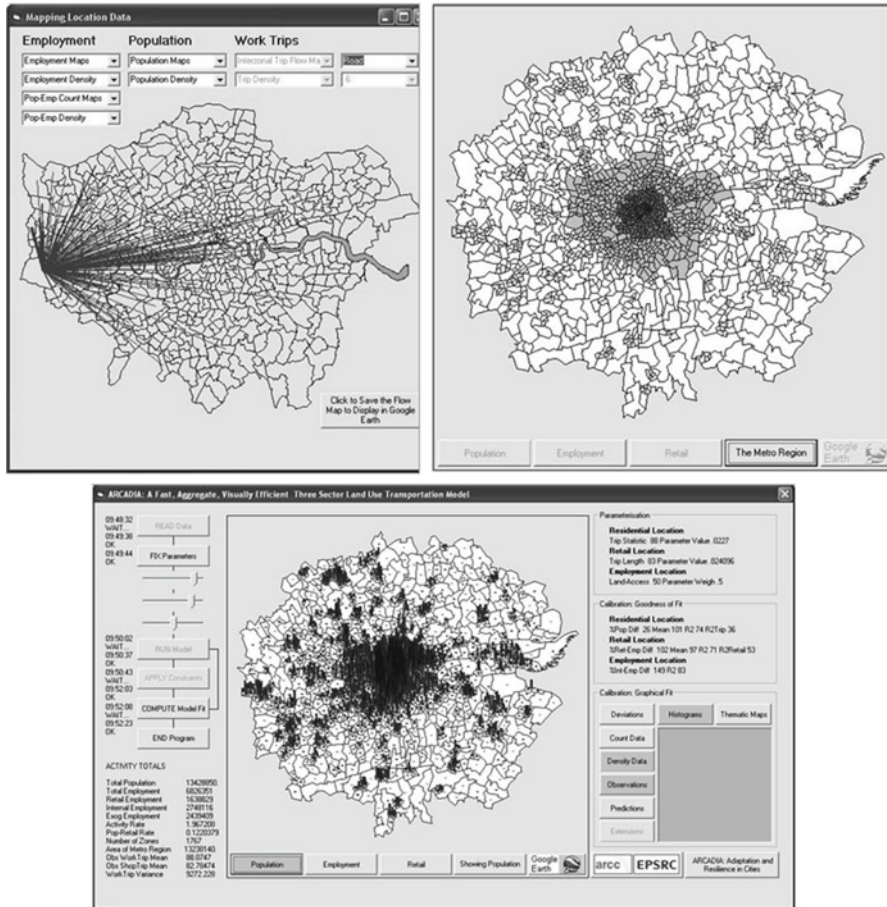 Mapping Location Data
Employment Population Work Trips
Employment Maps Population Maps Interzonal Trip Flow Ma Road
Employment Density Population Density Trip Density 6
Pop-Emp Count Maps
Pop-Emp Density
Click to Save the Flow
Map to Display in Google
Earth
Population Employment Retail The Metro Region Google
Earth
ARCADIA: A Fast, Aggregate, Visually Efficient Three Sector Land Use Transportation Model
09:48:32
WAIT...
09:49:38
OK
09:49:44
OK
READ Data
FIX Parameters
09:50:02
WAIT...
09:50:37
OK
09:50:43
WAIT...
09:52:03
OK
09:52:08
WAIT...
09:52:23
OK
RUN Model
APPLY Constraints
COMPUTE Model Fit
END Program
ACTIVITY TOTALS
Total Population 13428950.
Total Employment 6826351
Retail Employment 1638829
Internal Employment 2748116
Exog Employment 2439409
Activity Rate 1.967208
Pop-Retail Rate 0.1220379
Number of Zones 1767
Area of Metro Region 13230140.
Obs WorkTrip Mean 88.0747
Obs ShopTrip Mean 82.78474
WorkTrip Variance 9272.228
Population Employment Retail Showing Population Google
Earth
Parameterisation
Residential Location
Trip Statistic 88 Parameter Value .0227
Retail Location
Trip Length 83 Parameter Value .024096
Employment Location
Land-Access 50 Parameter Weigh .5
Calibration: Goodness of Fit
Residential Location
%Pop Diff 26 Mean 101 R2 74 R2Trip 36
Retail Location
%Ret-Emp Diff 102 Mean 97 R2 71 R2Retail 53
Employment Location
%Int-Emp Diff 149 R2 83
Calibration: Graphical Fit
Deviations Histograms Thematic Maps
Count Data
Density Data
Observations
Predictions
Extensions
arcc EPSRC ARCADIA: Adaptation and
Resilience in Cities